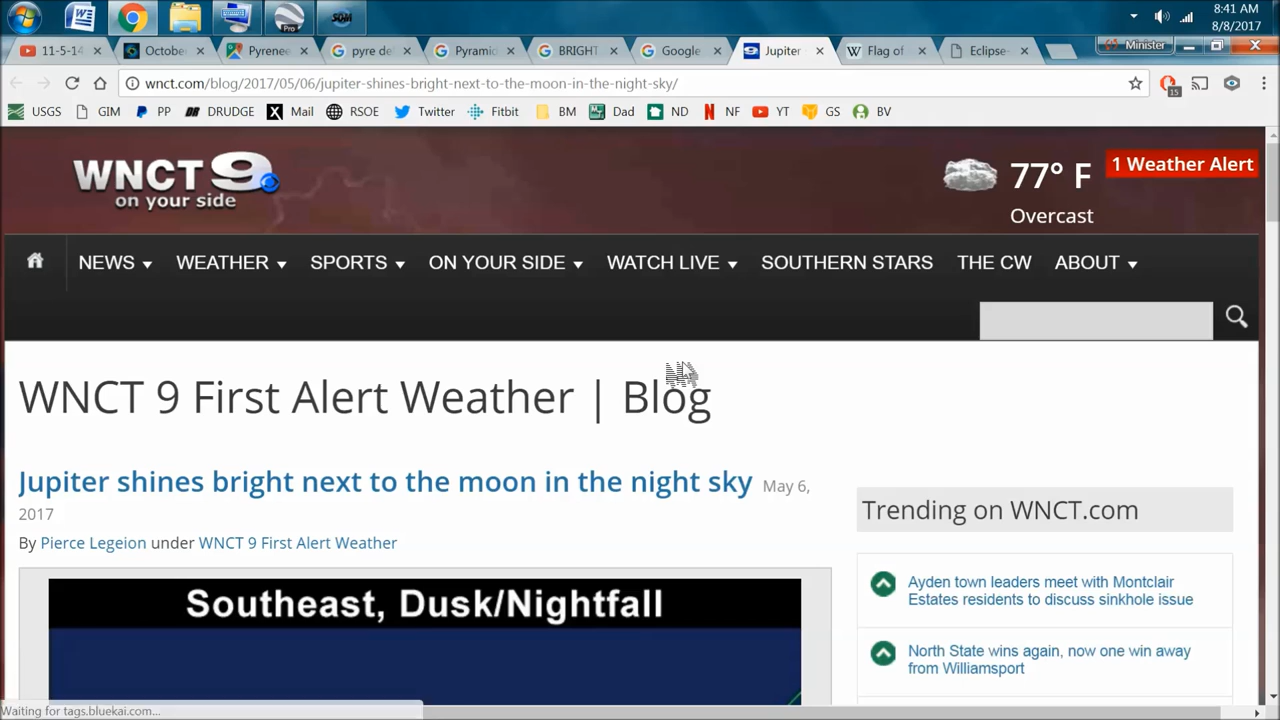 8:41 AM
8/8/2017
Pro
11-5-14
October
Pyrenee
pyre de
Pyramid
BRIGHT
Google
Jupiter
Flag of
Eclipse-
Minister
wnct.com/blog/2017/05/06/jupiter-shines-bright-next-to-the-moon-in-the-night-sky/
15
USGS GIM PP DRUDGE Mail RSOE Twitter Fitbit BM Dad ND NF YT GS BV
WNCT 9
on your side
77° F
Overcast
1 Weather Alert
NEWS WEATHER SPORTS ON YOUR SIDE WATCH LIVE SOUTHERN STARS THE CW ABOUT
WNCT 9 First Alert Weather | Blog
Jupiter shines bright next to the moon in the night sky May 6,
2017
By Pierce Legeion under WNCT 9 First Alert Weather
Southeast, Dusk/Nightfall
Trending on WNCT.com
Ayden town leaders meet with Montclair
Estates residents to discuss sinkhole issue
North State wins again, now one win away
from Williamsport
Waiting for tags.bluekai.com...